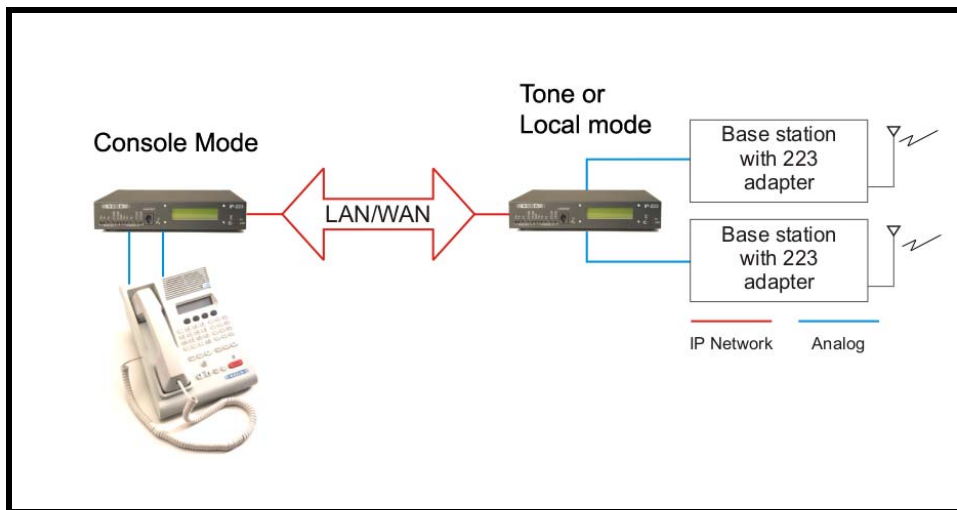 Console Mode
LAN/WAN
Tone or
Local mode
Base station
with 223
adapter
Base station
with 223
adapter
IP Network
Analog